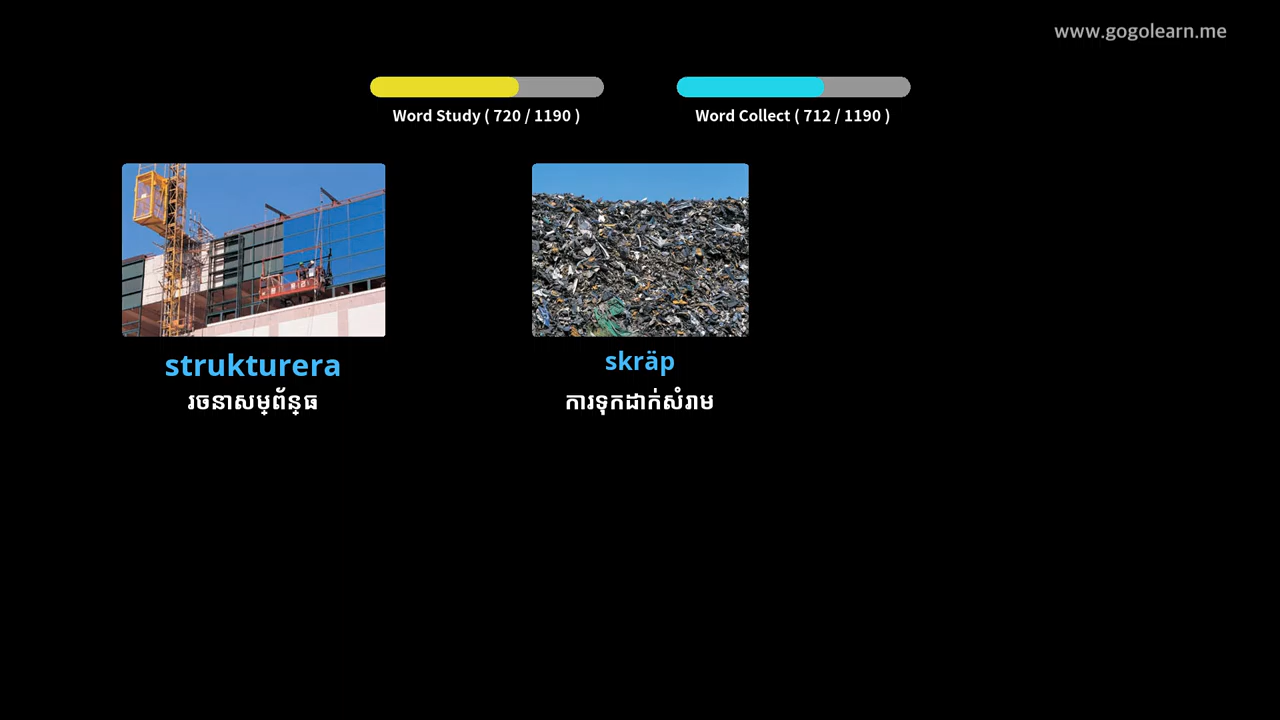 www.gogolearn.me
Word Study ( 720 / 1190 )
Word Collect ( 712 / 1190 )
strukturera
រចនាសម្ព័ន្ធ
skräp
ការទុកដាក់សំរាម